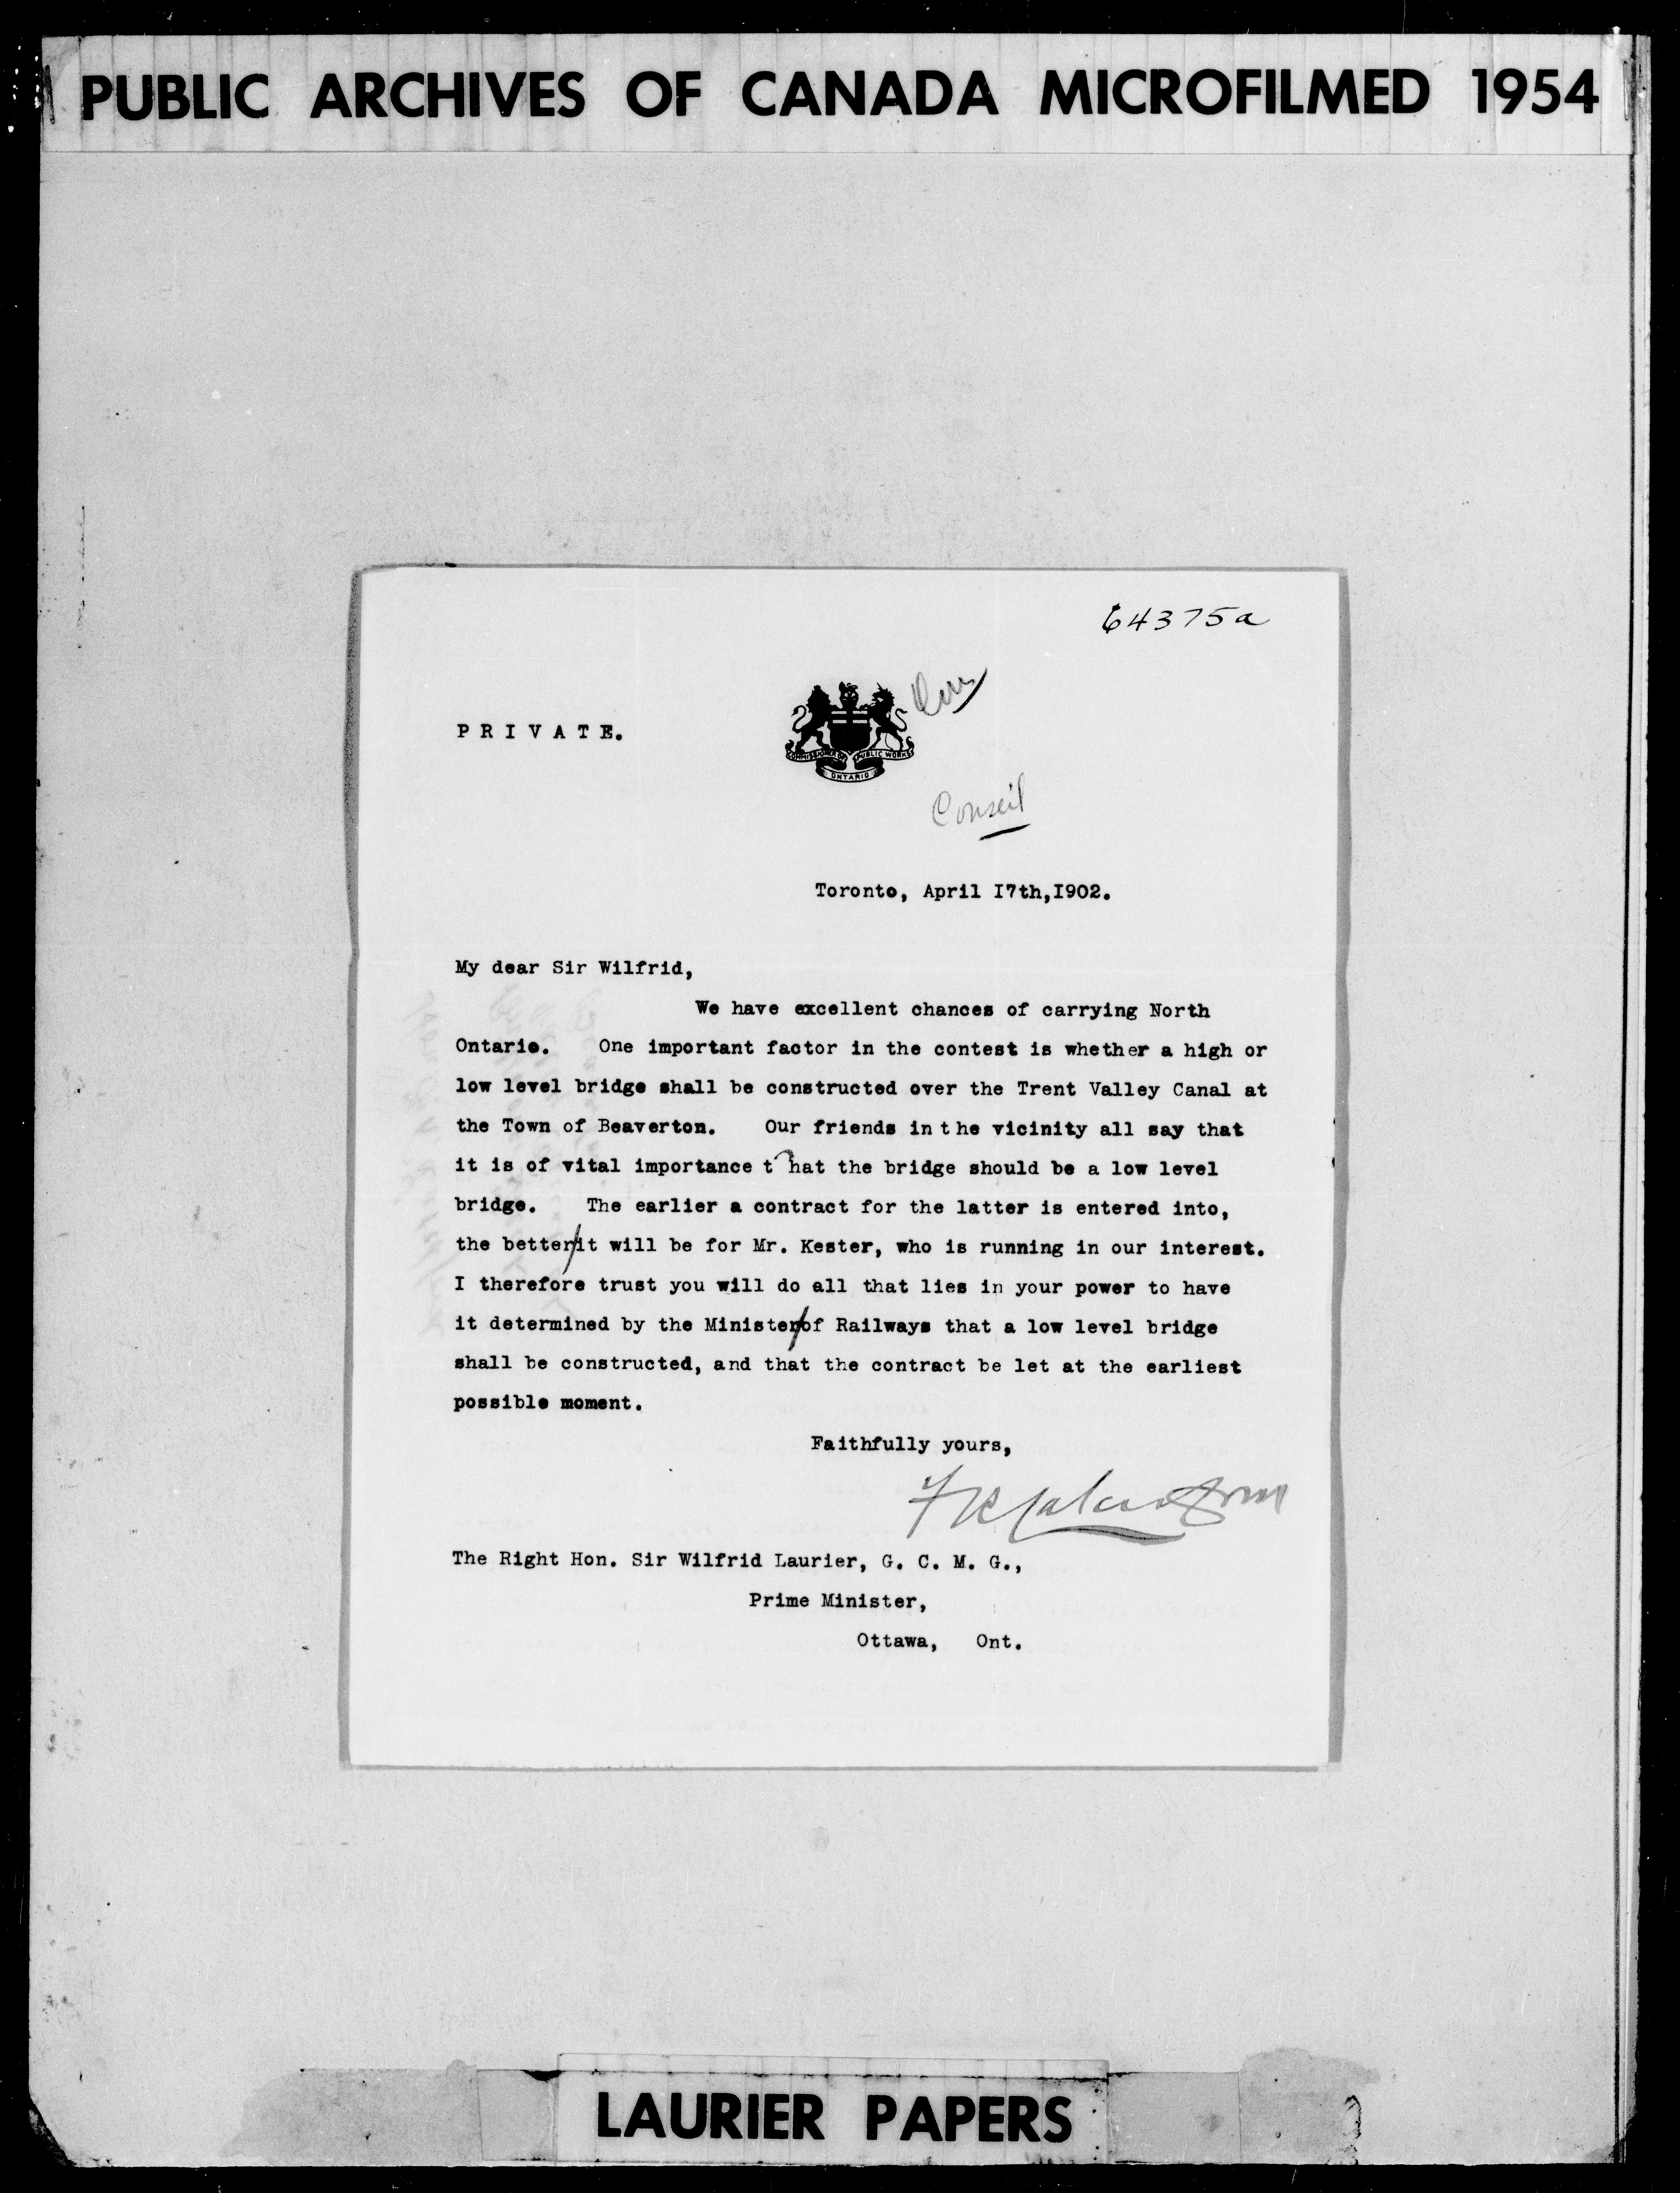 PUBLIC ARCHIVES OF CANADA MICROFILMED 1954
64375a
PRIVATE.
COMMISSIONER OF PUBLIC WORKS
ONTARIO
Conseil
Toronto, April I7th,I902.
My dear Sir Wilfrid,
We have excellent chances of carrying North
Ontario. One important factor in the contest is whether a high or
low level bridge shall be constructed over the Trent Valley Canal at
the Town of Beaverton. Our friends in the vicinity all say that
it is of vital importance that the bridge should be a low level
bridge. The earlier a contract for the latter is entered into,
the better/it will be for Mr. Kester, who is running in our interest.
I therefore trust you will do all that lies in your power to have
it determined by the Minister/of Railways that a low level bridge
shall be constructed, and that the contract be let at the earliest
possible moment.
Faithfully yours,
The Right Hon. Sir Wilfrid Laurier, G. C. M. G.,
Prime Minister,
Ottawa, Ont.
LAURIER PAPERS